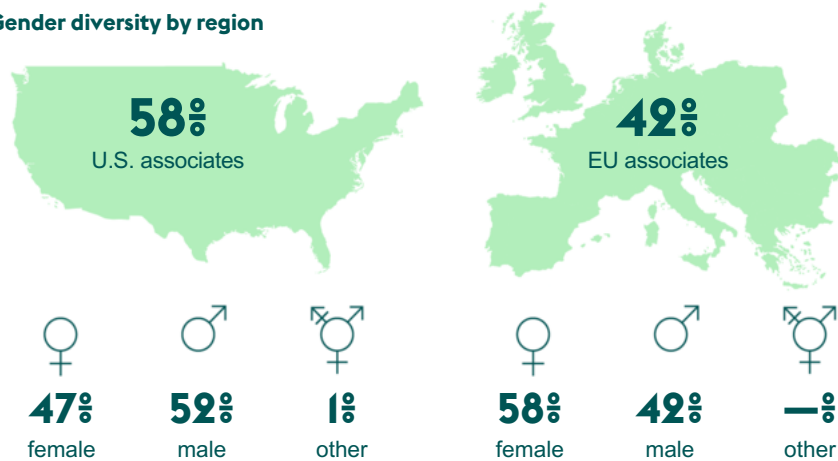 Gender diversity by region
58%
U.S. associates
42%
EU associates
47%
female
52%
male
1%
other
58%
female
42%
male
—%
other